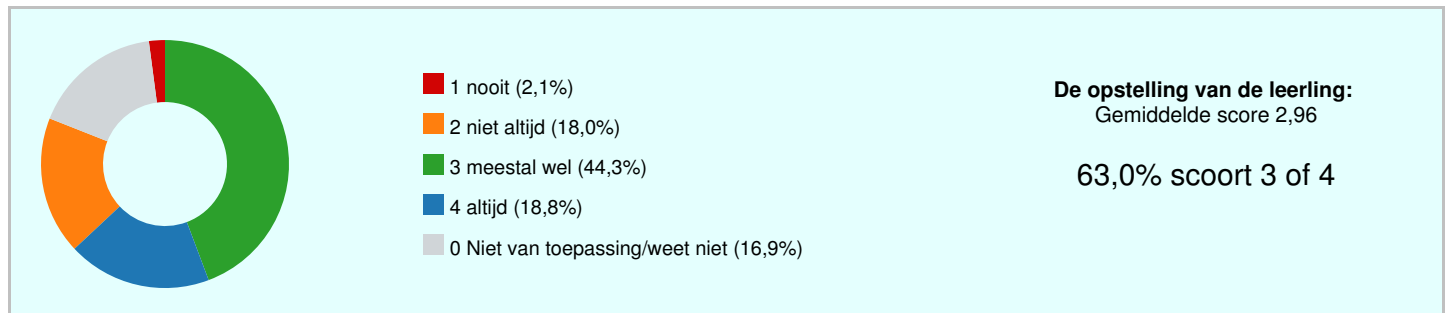 1 nooit (2,1%)
2 niet altijd (18,0%)
3 meestal wel (44,3%)
4 altijd (18,8%)
0 Niet van toepassing/weet niet (16,9%)
De opstelling van de leerling:
Gemiddelde score 2,96
63,0% scoort 3 of 4